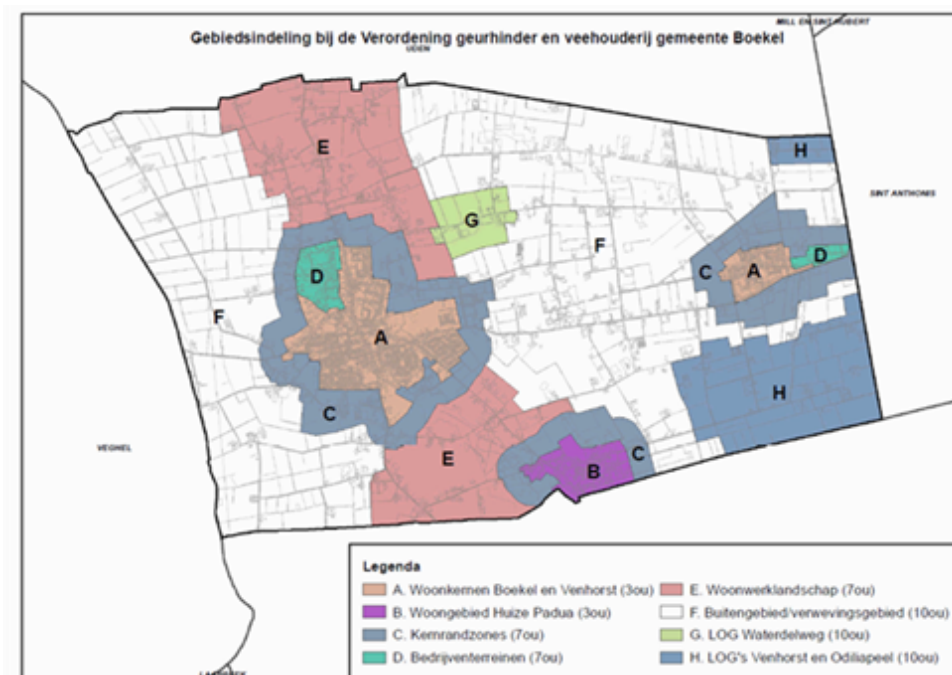 MILL EN SINT HUBERT
Gebiedsindeling bij de Verordening geurhinder en veehouderij gemeente Boekel
UDEN
E
H
SINT ANTHONIS
G
F
D
C
A
D
F
A
H
C
E
C
B
VEGHEL
Legenda
A. Woonkernen Boekel en Venhorst (3ou)
B. Woongebied Huize Padua (3ou)
C. Kernrandzones (7ou)
D. Bedrijventerreinen (7ou)
E. Woonwerklandschap (7ou)
F. Buitengebied/verwevingsgebied (10ou)
G. LOG Waterdelweg (10ou)
H. LOG's Venhorst en Odiliapeel (10ou)